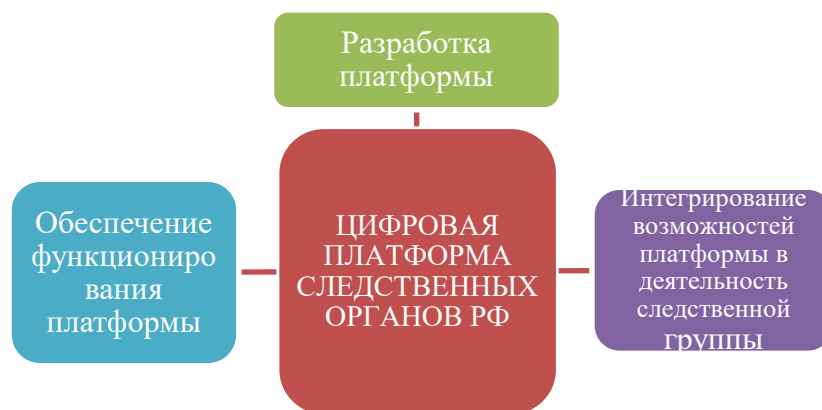 Разработка
платформы
Обеспечение
функциониро
вания
платформы
ЦИФРОВАЯ
ПЛАТФОРМА
СЛЕДСТВЕННЫХ
ОРГАНОВ РФ
Интегрирование
возможностей
платформы в
деятельность
следственной
группы